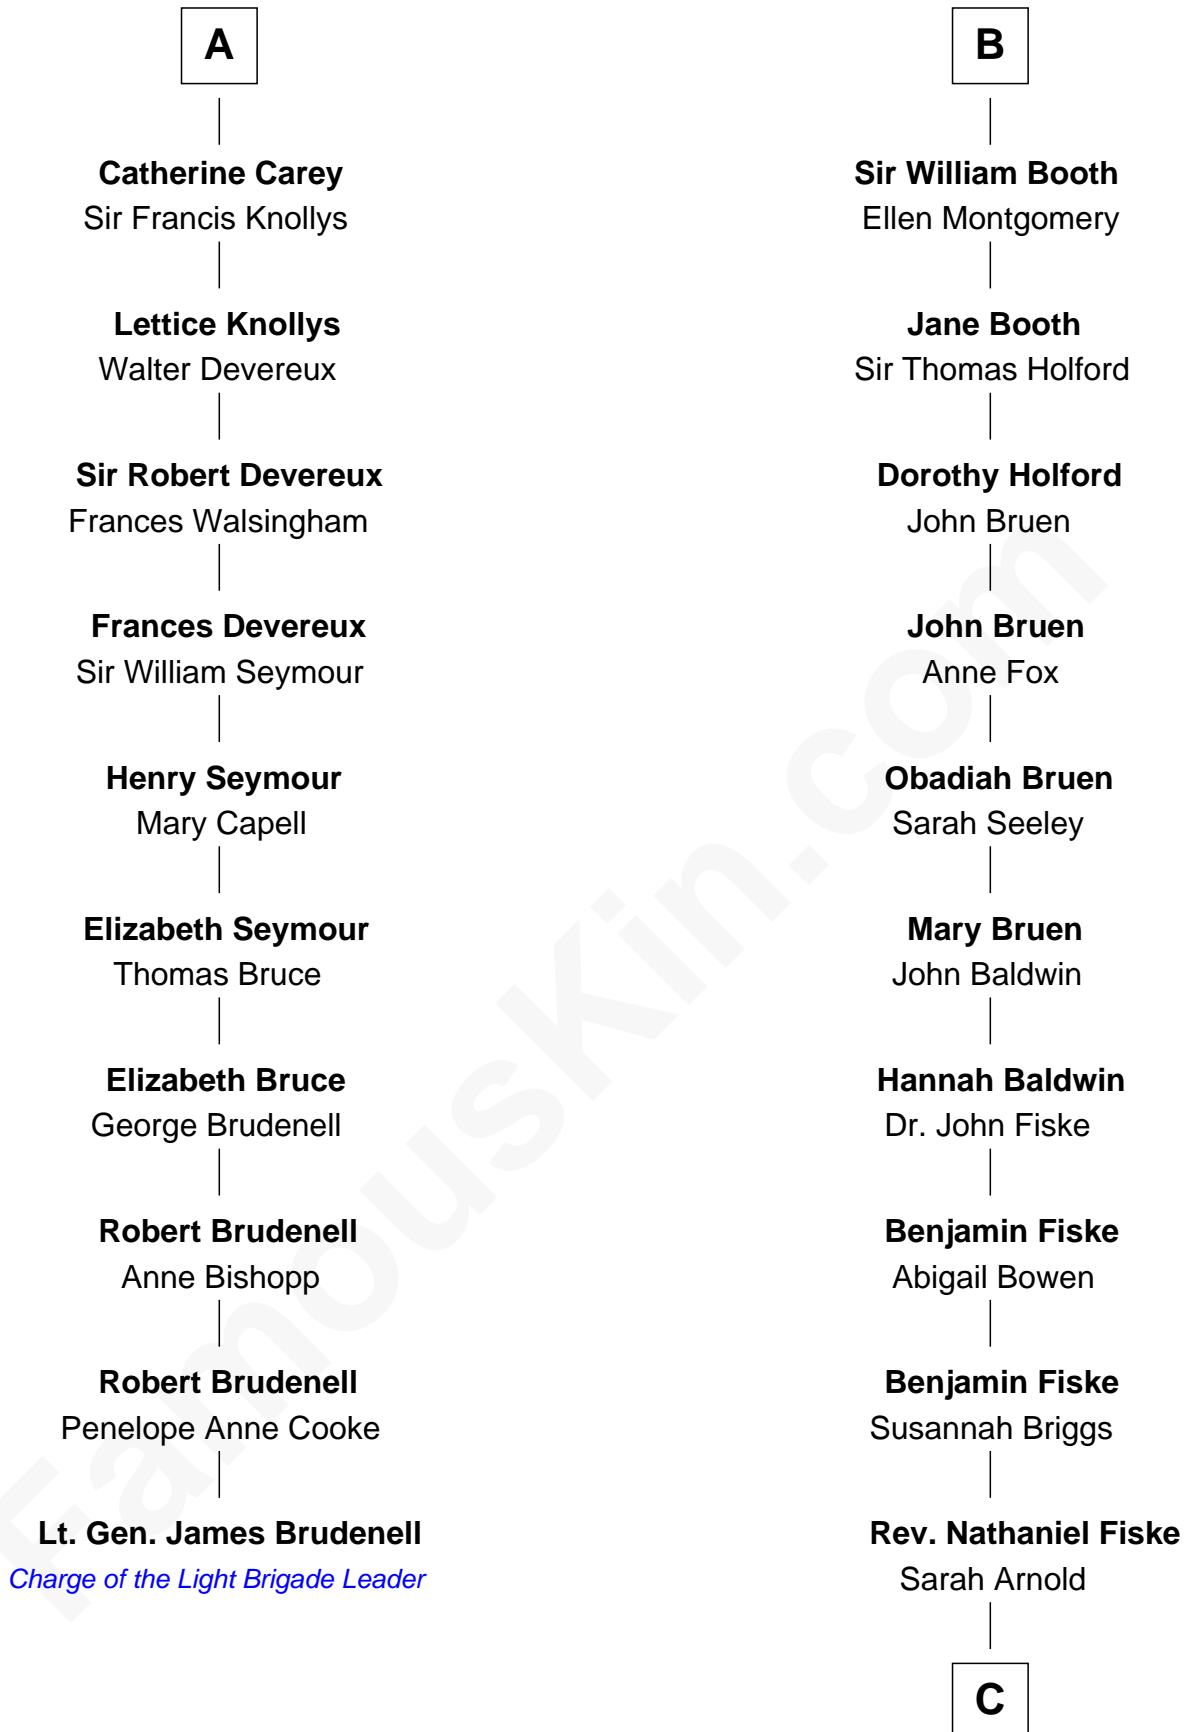 A
Catherine Carey
Sir Francis Knollys
Lettice Knollys
Walter Devereux
Sir Robert Devereux
Frances Walsingham
Frances Devereux
Sir William Seymour
Henry Seymour
Mary Capell
Elizabeth Seymour
Thomas Bruce
Elizabeth Bruce
George Brudenell
Robert Brudenell
Anne Bishopp
Robert Brudenell
Penelope Anne Cooke
Lt. Gen. James Brudenell
Charge of the Light Brigade Leader
B
Sir William Booth
Ellen Montgomery
Jane Booth
Sir Thomas Holford
Dorothy Holford
John Bruen
John Bruen
Anne Fox
Obadiah Bruen
Sarah Seeley
Mary Bruen
John Baldwin
Hannah Baldwin
Dr. John Fiske
Benjamin Fiske
Abigail Bowen
Benjamin Fiske
Susannah Briggs
Rev. Nathaniel Fiske
Sarah Arnold
C
FamousKin.com